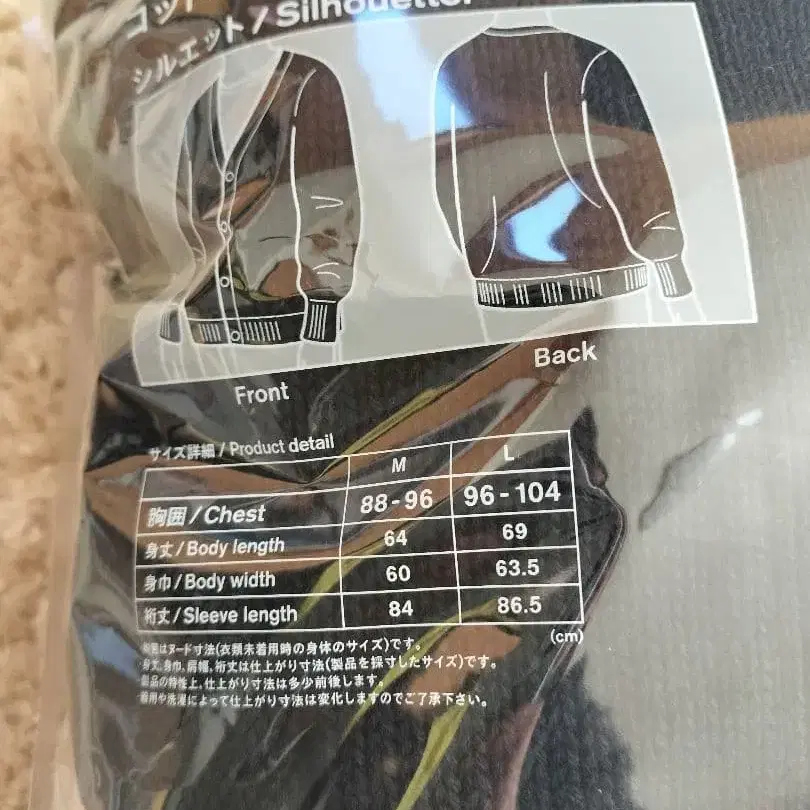 コット
シルエット / Silhouette
Front
Back
サイズ詳細 / Product detail
M L
胸囲 / Chest 88-96 96-104
身丈 / Body length 64 69
身巾 / Body width 60 63.5
裄丈 / Sleeve length 84 86.5
(cm)
胸囲はヌード寸法(衣類未着用時の身体のサイズ)です。
身丈、身巾、肩幅、裄丈は仕上がり寸法(製品を採寸したサイズ)です。
製品の特性上、仕上がり寸法は多少前後します。
着用や洗濯によって仕上がり寸法は変化しますのでご了承下さい。